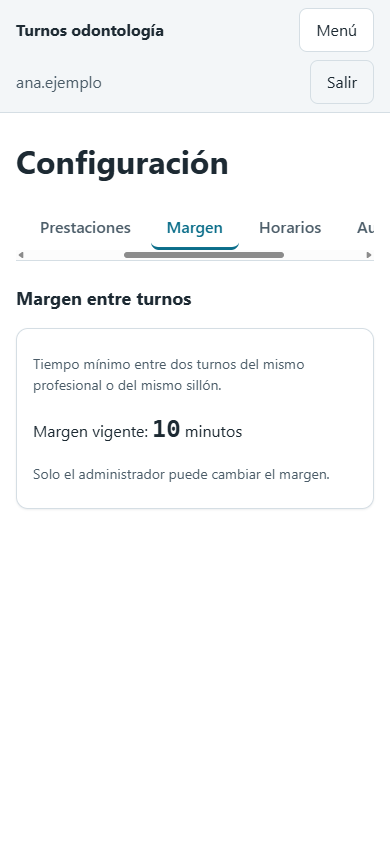 Turnos odontología
Menú
ana.ejemplo
Salir
Configuración
Prestaciones Margen Horarios Au
Margen entre turnos
Tiempo mínimo entre dos turnos del mismo
profesional o del mismo sillón.
Margen vigente: 10 minutos
Solo el administrador puede cambiar el margen.